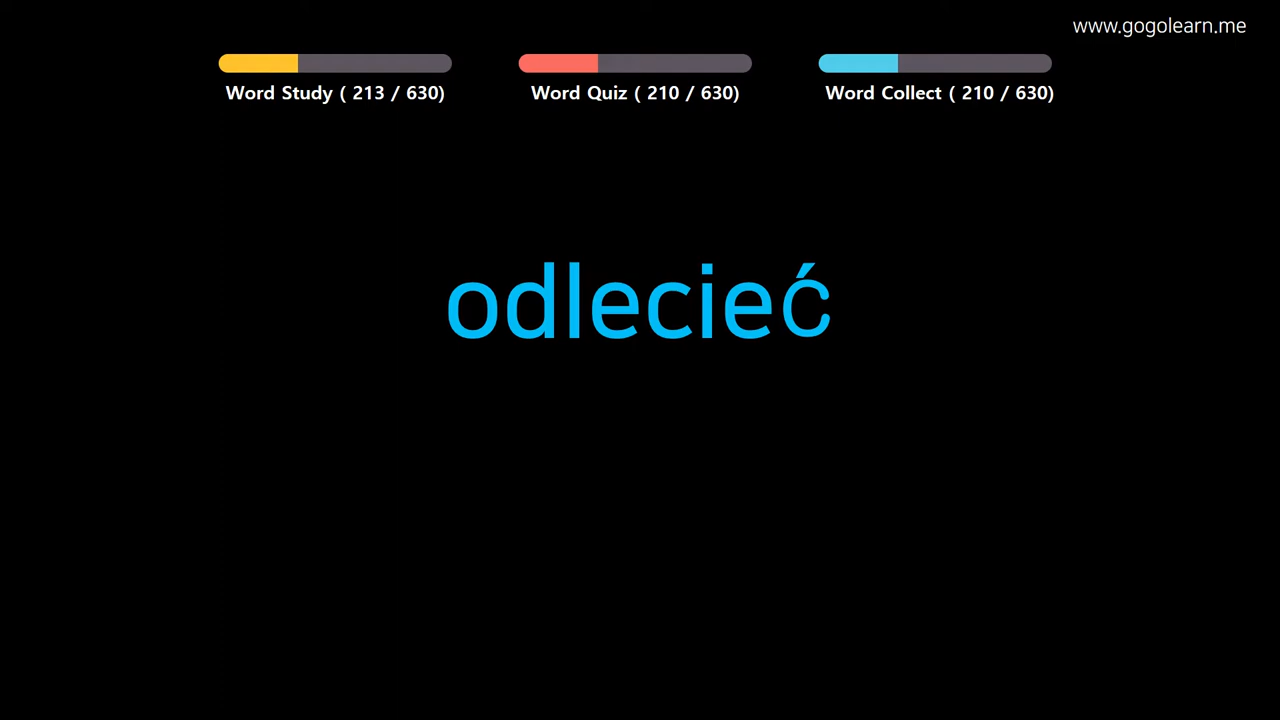 www.gogolearn.me
Word Study ( 213 / 630)
Word Quiz ( 210 / 630)
Word Collect ( 210 / 630)
odlecieć